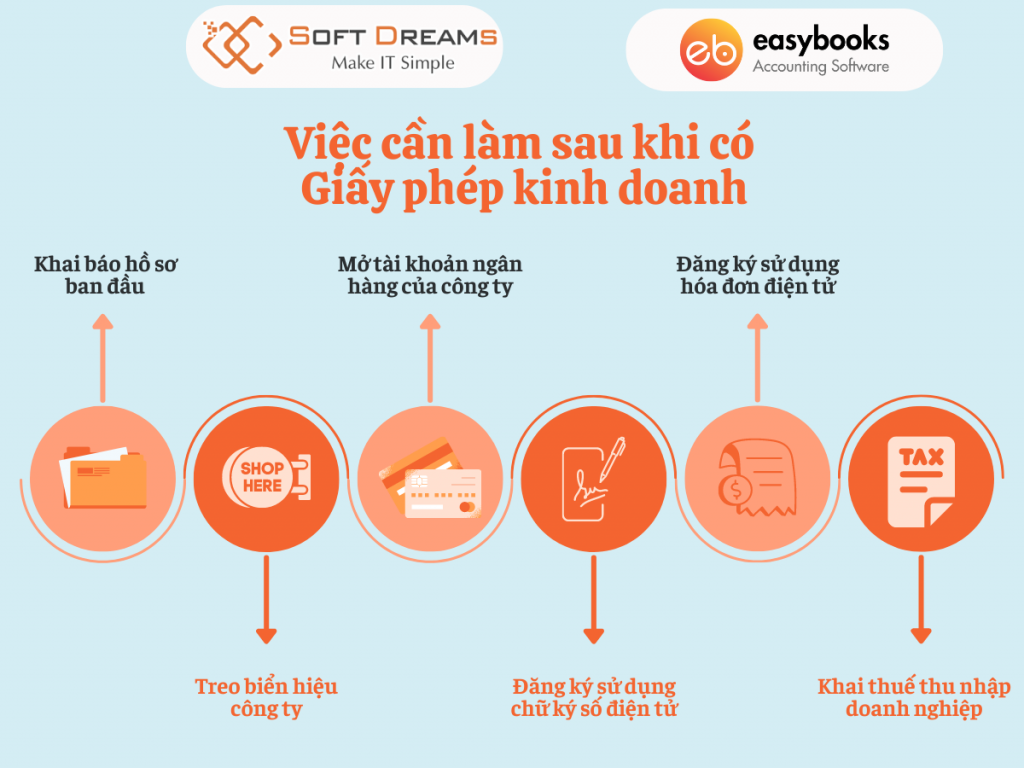 SOFT DREAMS
Make IT Simple
eb
easybooks
Accounting Software
Việc cần làm sau khi có
Giấy phép kinh doanh
Khai báo hồ sơ
ban đầu
Mở tài khoản ngân
hàng của công ty
Đăng ký sử dụng
hóa đơn điện tử
SHOP
HERE
$
TAX
Treo biển hiệu
công ty
Đăng ký sử dụng
chữ ký số điện tử
Khai thuế thu nhập
doanh nghiệp